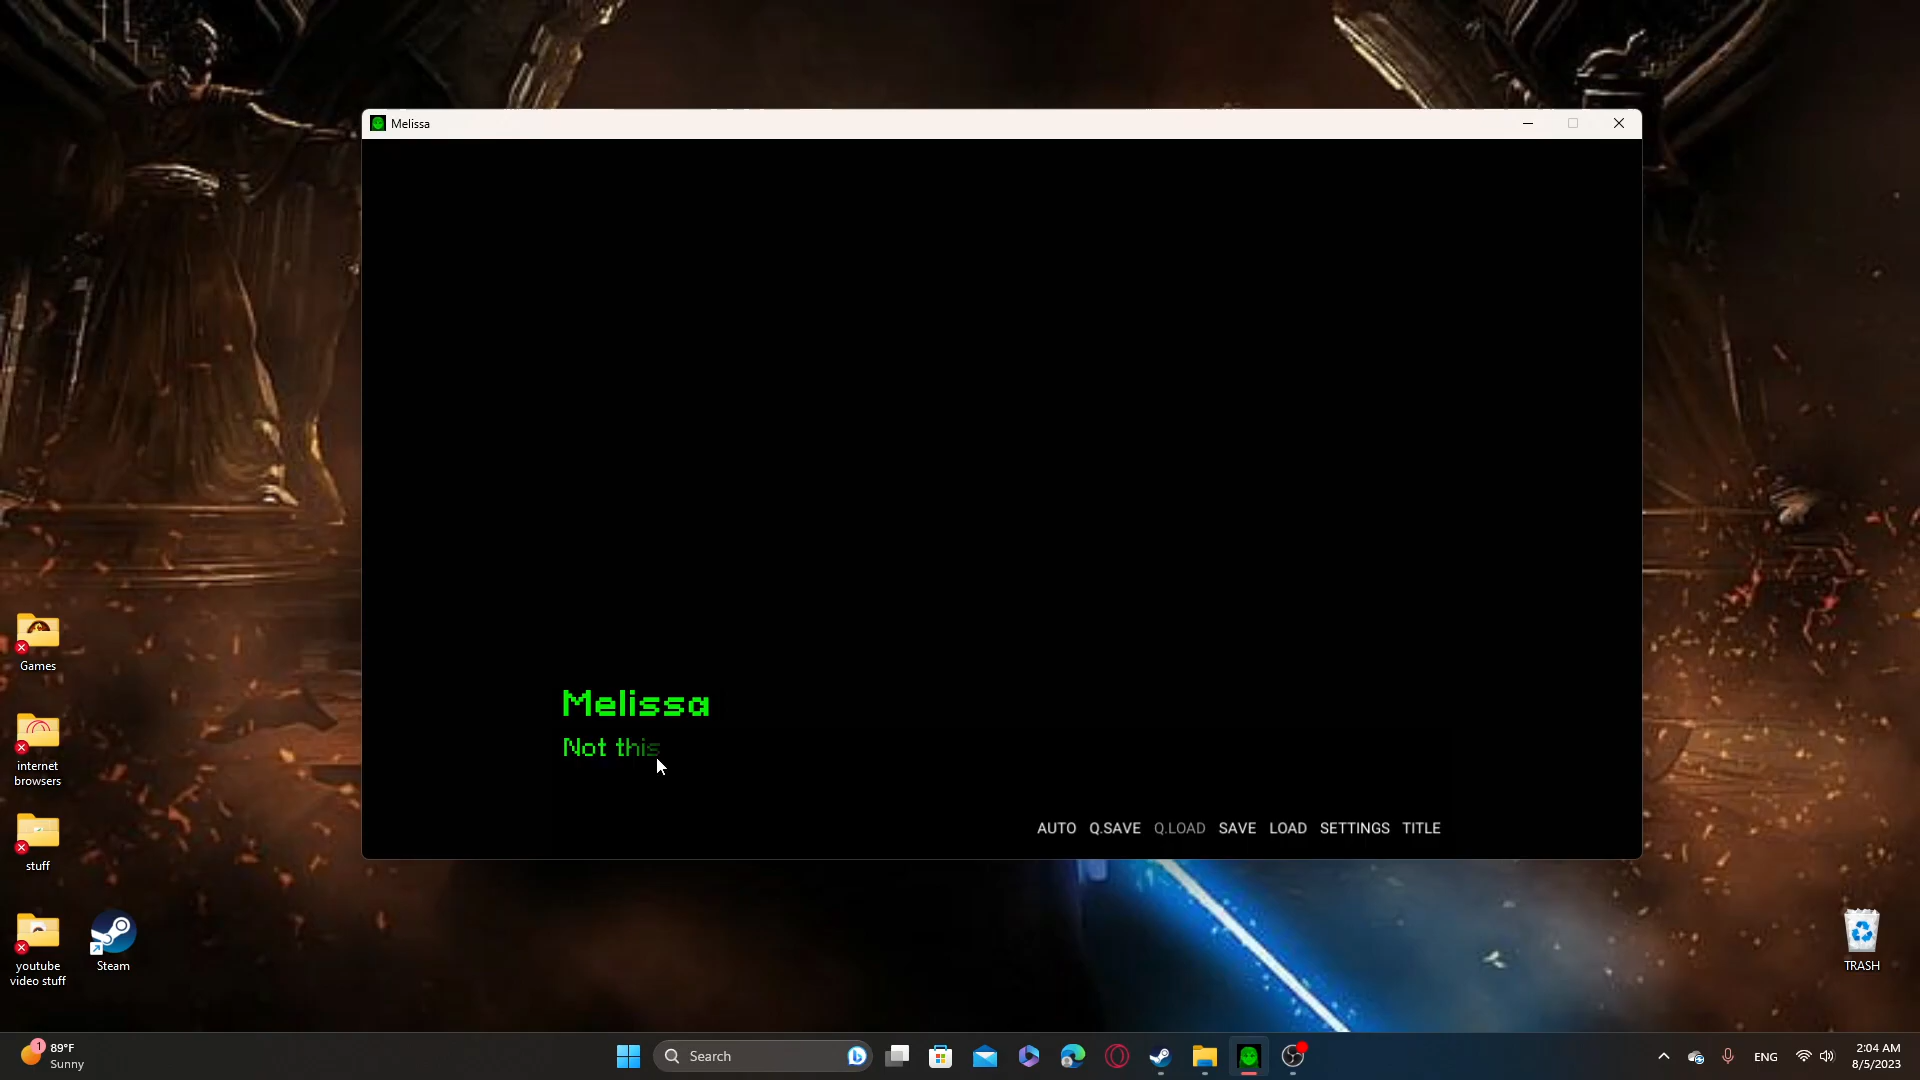 Melissa
Melissa
Not this
AUTO Q.SAVE Q.LOAD SAVE LOAD SETTINGS TITLE
Games
internet
browsers
stuff
youtube
video stuff
Steam
TRASH
1
89°F
Sunny
Search
ENG
2:04 AM
8/5/2023